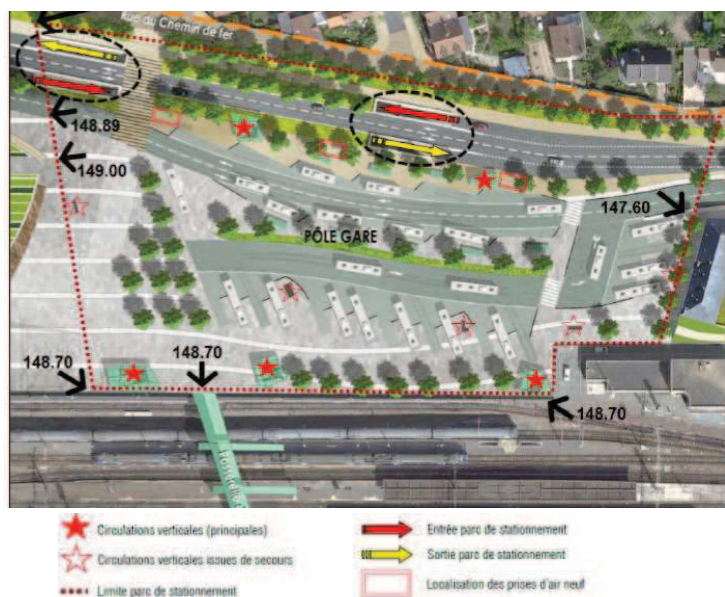 Rue du Chemin de fer
148.89
149.00
147.60
PÔLE GARE
148.70
148.70
148.70
Passerelle
Circulations verticales (principales)
Entrée parc de stationnement
Circulations verticales issues de secours
Sortie parc de stationnement
Limite parc de stationnement
Localisation des prises d'air neuf